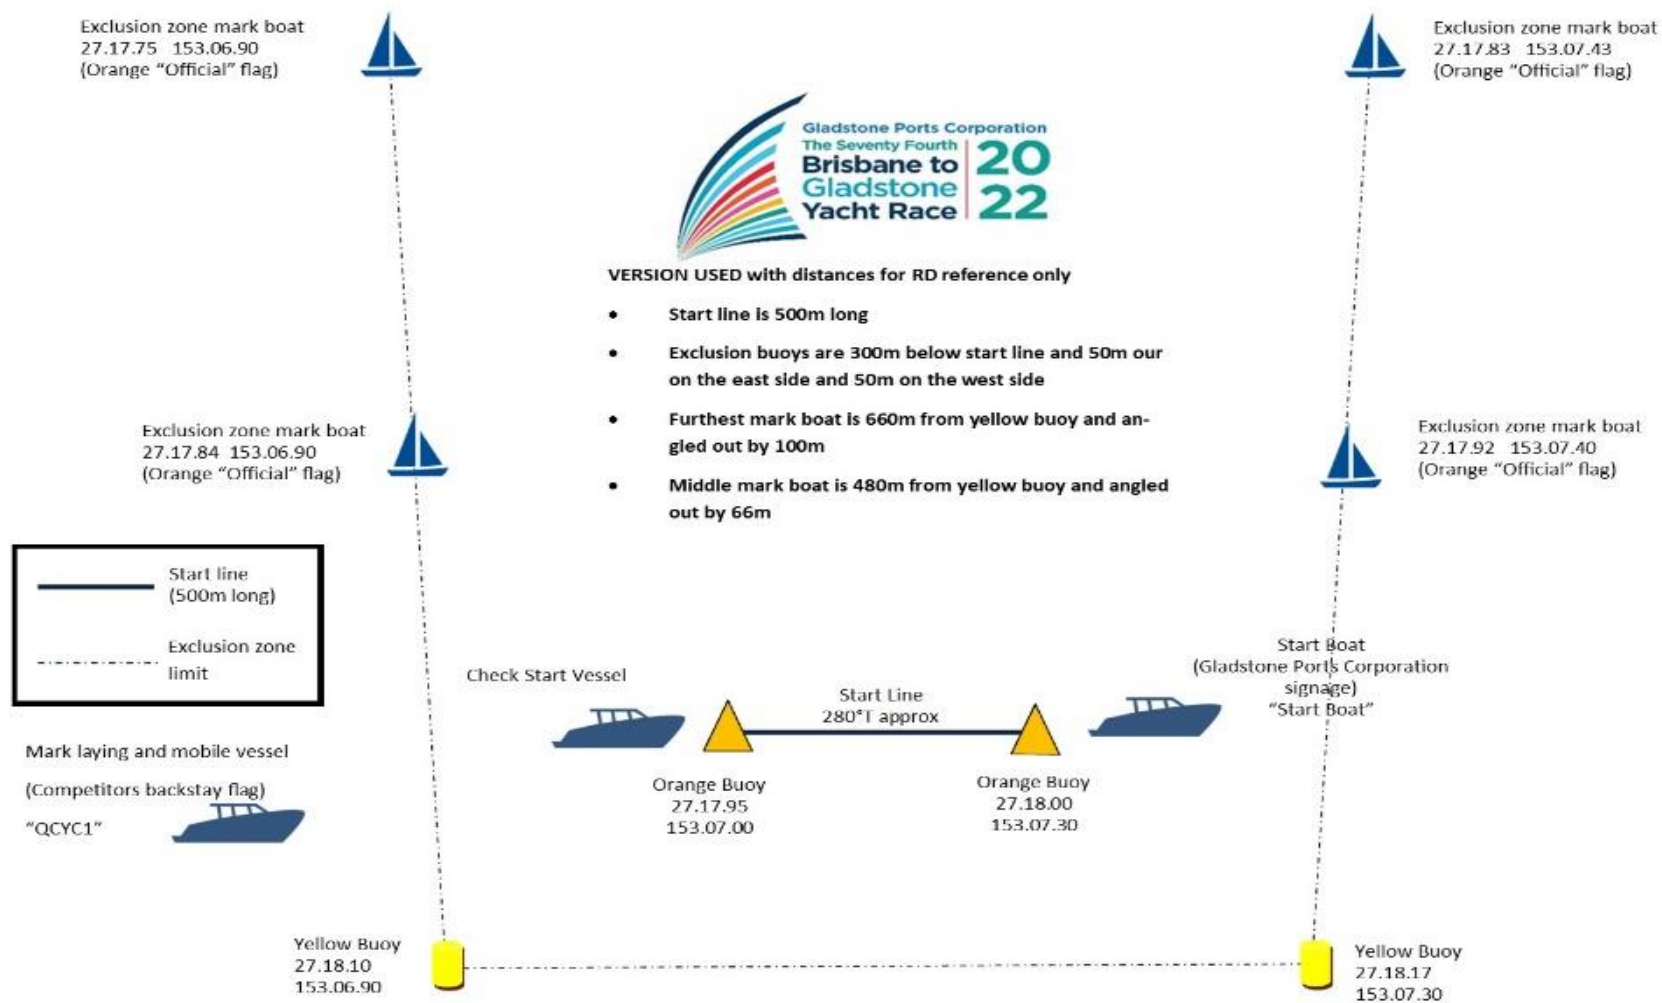 Exclusion zone mark boat
27.17.75   153.06.90
(Orange “Official” flag)
Exclusion zone mark boat
27.17.83   153.07.43
(Orange “Official” flag)
Gladstone Ports Corporation
The Seventy Fourth
Brisbane to
Gladstone
Yacht Race
20
22
VERSION USED with distances for RD reference only
• Start line is 500m long
• Exclusion buoys are 300m below start line and 50m our
on the east side and 50m on the west side
• Furthest mark boat is 660m from yellow buoy and an-
gled out by 100m
• Middle mark boat is 480m from yellow buoy and angled
out by 66m
Exclusion zone mark boat
27.17.84  153.06.90
(Orange “Official” flag)
Exclusion zone mark boat
27.17.92   153.07.40
(Orange “Official” flag)
Start line
(500m long)
Exclusion zone
limit
Check Start Vessel
Start Line
280°T approx
Start Boat
(Gladstone Ports Corporation
signage)
“Start Boat”
Mark laying and mobile vessel
(Competitors backstay flag)
“QCYC1”
Orange Buoy
27.17.95
153.07.00
Orange Buoy
27.18.00
153.07.30
Yellow Buoy
27.18.10
153.06.90
Yellow Buoy
27.18.17
153.07.30